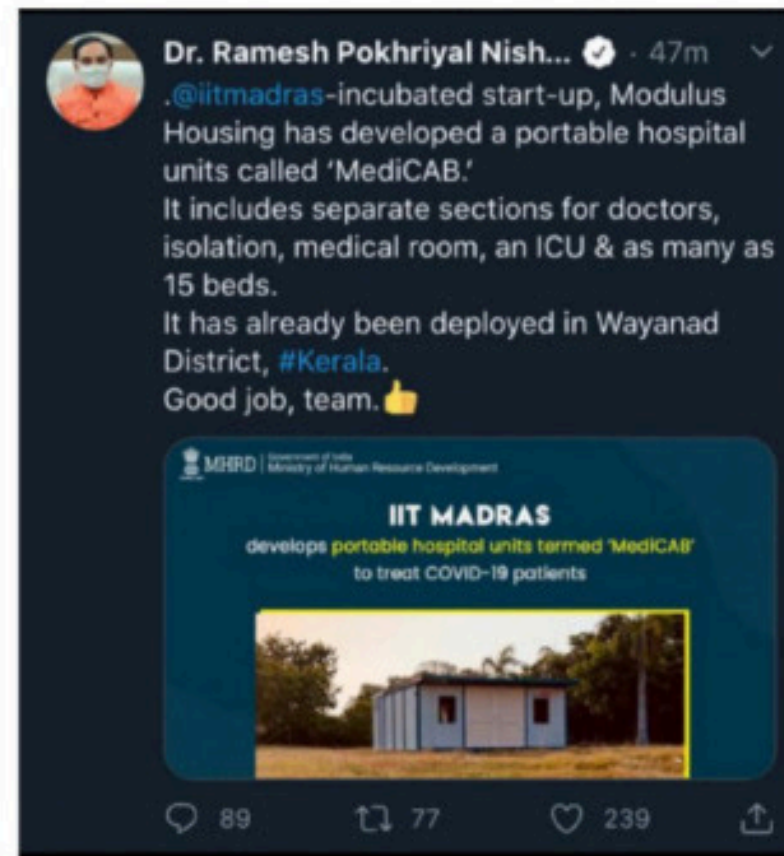 Dr. Ramesh Pokhriyal Nish... · 47m
.@iitmadras-incubated start-up, Modulus
Housing has developed a portable hospital
units called ‘MediCAB.’
It includes separate sections for doctors,
isolation, medical room, an ICU & as many as
15 beds.
It has already been deployed in Wayanad
District, #Kerala.
Good job, team.👍
MHRD | Government of India
Ministry of Human Resource Development
IIT MADRAS
develops portable hospital units termed ‘MediCAB’
to treat COVID-19 patients
89 77 239